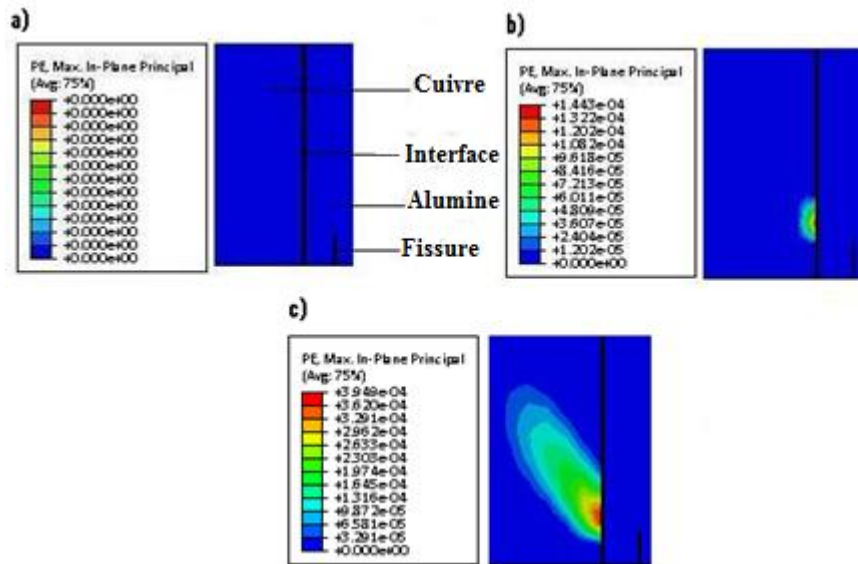 a)
PE, Max. In-Plane Principal
(Avg: 75%)
+0.000e+00
+0.000e+00
+0.000e+00
+0.000e+00
+0.000e+00
+0.000e+00
+0.000e+00
+0.000e+00
+0.000e+00
+0.000e+00
+0.000e+00
+0.000e+00
+0.000e+00
Cuivre
Interface
Alumine
Fissure
b)
PE, Max. In-Plane Principal
(Avg: 75%)
+1.443e-04
+1.322e-04
+1.202e-04
+1.082e-04
+9.618e-05
+8.416e-05
+7.213e-05
+6.011e-05
+4.809e-05
+3.607e-05
+2.404e-05
+1.202e-05
+0.000e+00
c)
PE, Max. In-Plane Principal
(Avg: 75%)
+3.949e-04
+3.620e-04
+3.291e-04
+2.962e-04
+2.633e-04
+2.303e-04
+1.974e-04
+1.645e-04
+1.316e-04
+9.872e-05
+6.581e-05
+3.291e-05
+0.000e+00